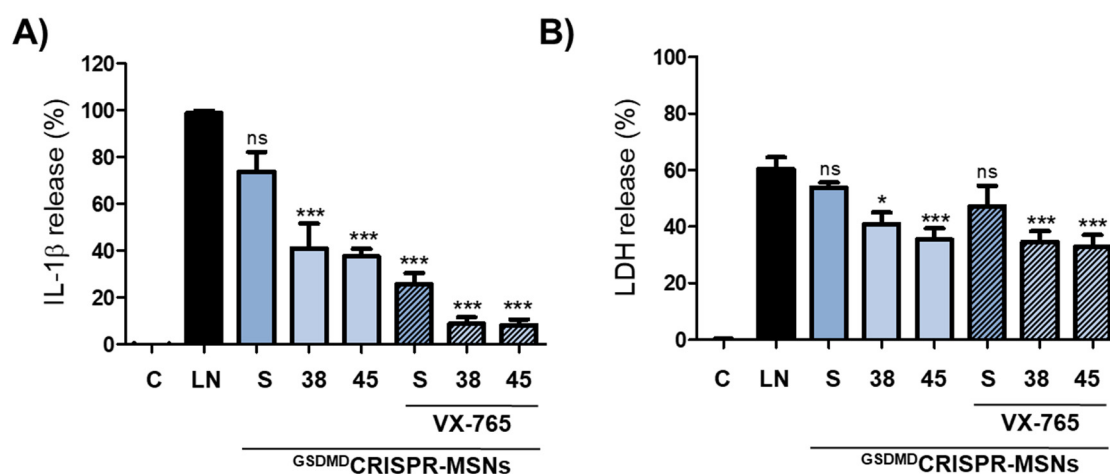 A)
IL-1β release (%)
120
100
80
60
40
20
0
ns
***
***
***
***
***
C LN S 38 45 S 38 45
VX-765
GSDMDCRISPR-MSNs
B)
LDH release (%)
100
80
60
40
20
0
ns
*
***
ns
***
***
C LN S 38 45 S 38 45
VX-765
GSDMDCRISPR-MSNs